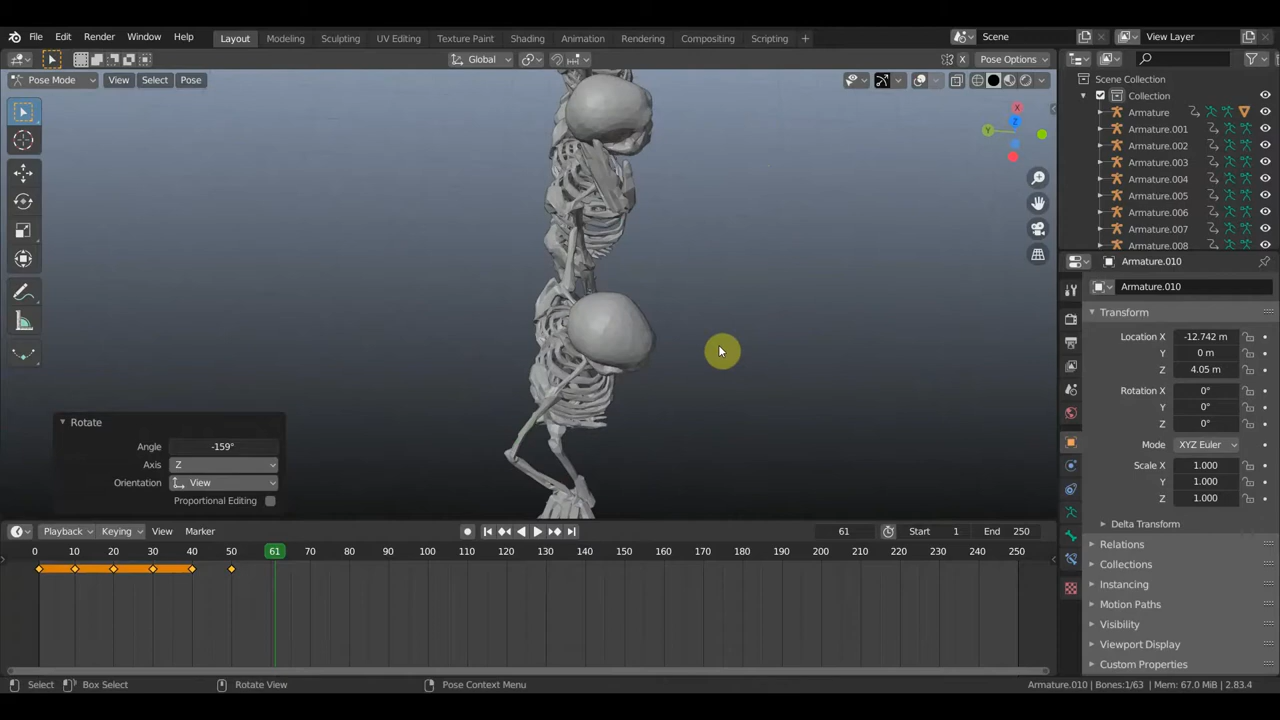 File Edit Render Window Help Layout Modeling Sculpting UV Editing Texture Paint Shading Animation Rendering Compositing Scripting + Scene View Layer
Global Pose Options
Pose Mode View Select Pose
X
Y
Z
X
Scene Collection
Collection
Armature
Armature.001
Armature.002
Armature.003
Armature.004
Armature.005
Armature.006
Armature.007
Armature.008
Armature.010
Armature.010
Transform
Location X -12.742 m
Y 0 m
Z 4.05 m
Rotation X 0°
Y 0°
Z 0°
Mode XYZ Euler
Scale X 1.000
Y 1.000
Z 1.000
Delta Transform
Relations
Collections
Instancing
Motion Paths
Visibility
Viewport Display
Custom Properties
Rotate
Angle -159°
Axis Z
Orientation View
Proportional Editing
Playback Keying View Marker 61 Start 1 End 250
0 10 20 30 40 50 61 70 80 90 100 110 120 130 140 150 160 170 180 190 200 210 220 230 240 250
Select Box Select Rotate View Pose Context Menu Armature.010 | Bones:1/63 | Mem: 67.0 MiB | 2.83.4